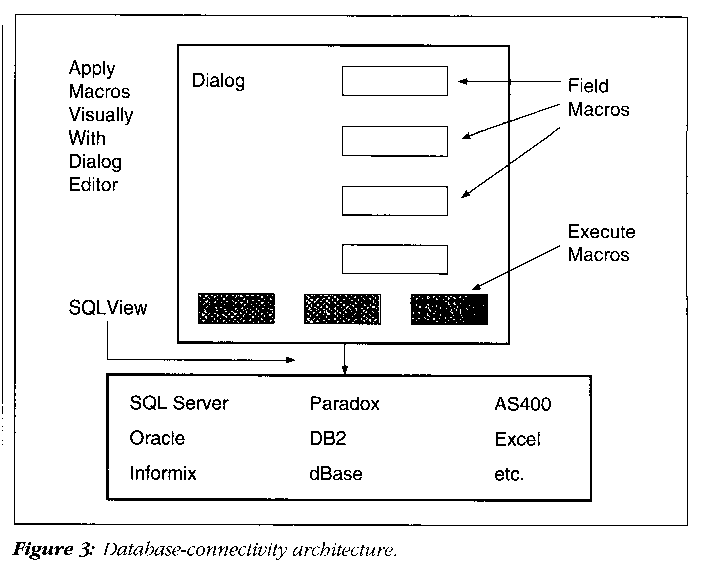 Apply
Macros
Visually
With
Dialog
Editor
Dialog
Field
Macros
Execute
Macros
SQLView
SQL Server Paradox AS400
Oracle DB2 Excel
Informix dBase etc.
Figure 3: Database-connectivity architecture.